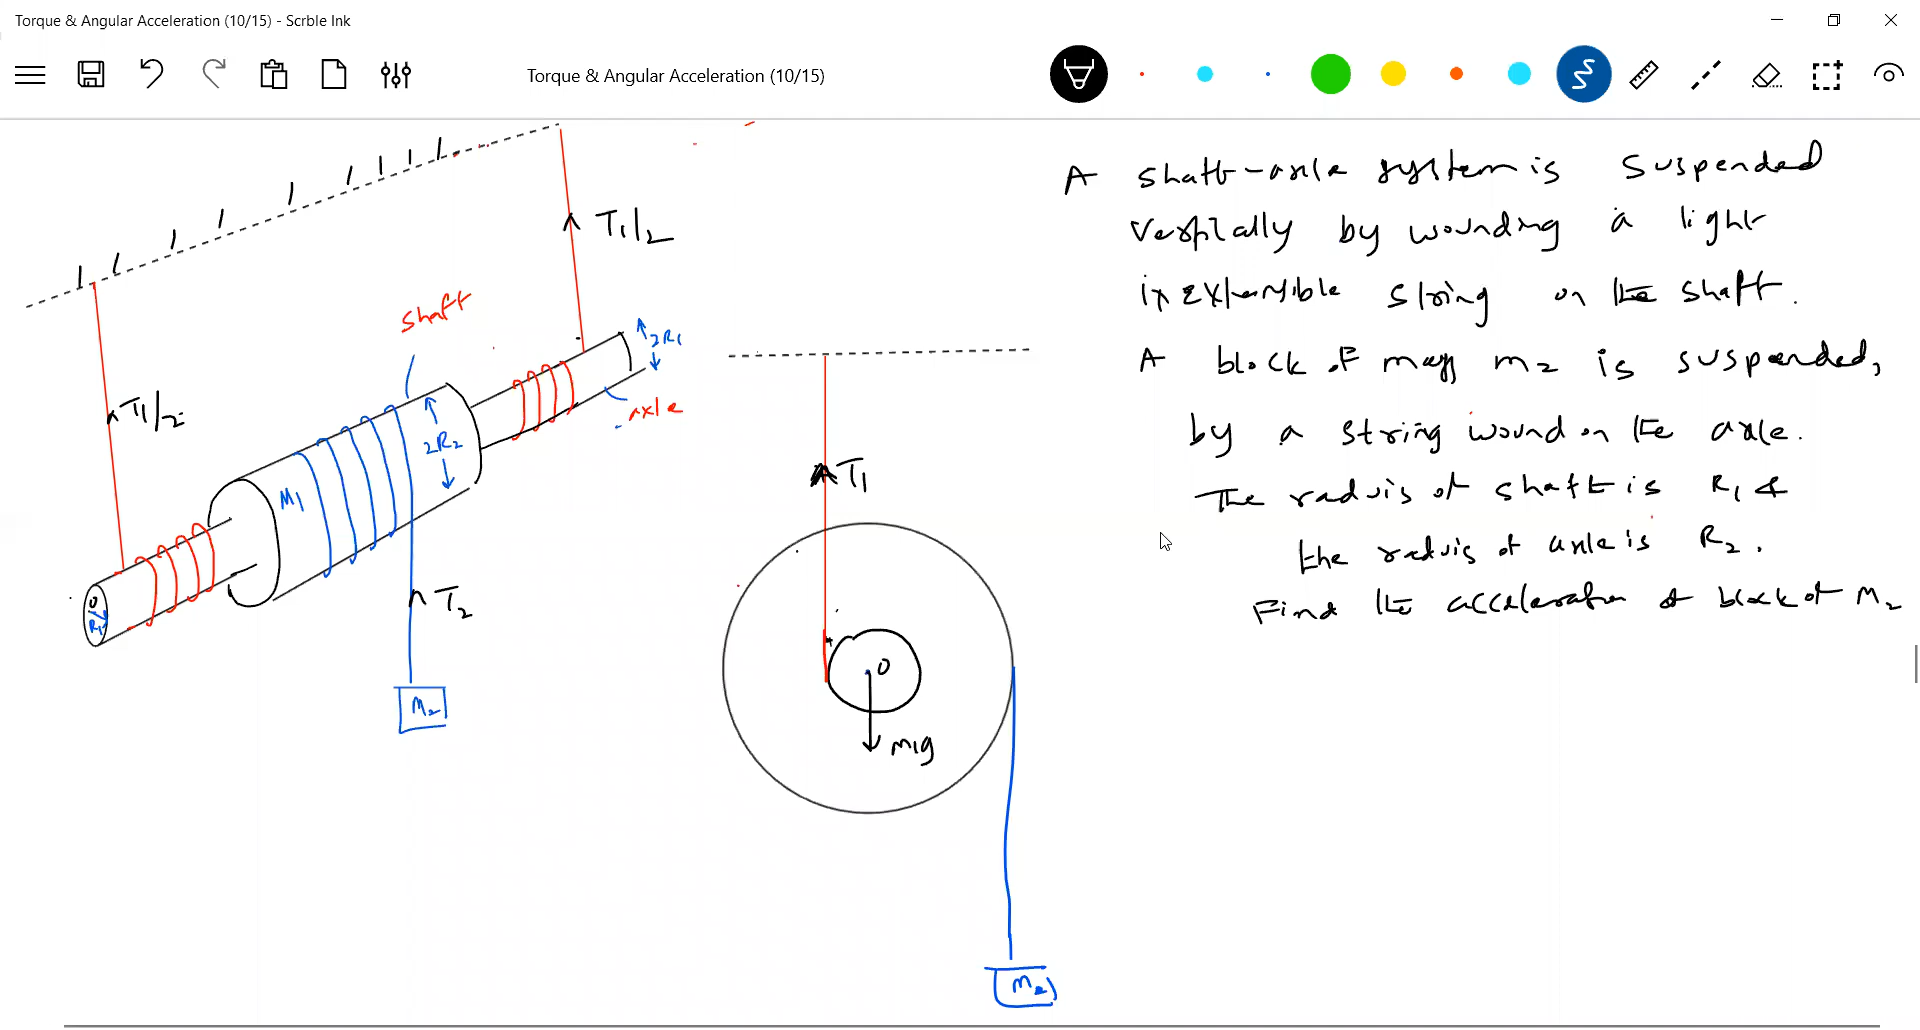 Torque & Angular Acceleration (10/15) - Scrble Ink
Torque & Angular Acceleration (10/15)
A shaft-axle system is suspended
vertically by wounding a light
inextensible string on the shaft.
A block of mass m2 is suspended,
by a string wound on the axle.
The radius of shaft is R1 &
the radius of axle is R2.
Find the acceleration of block of M2
T1/2
shaft
2R1
axle
T1/2
2R2
M1
O
R1
T2
M2
T1
O
m1g
M2